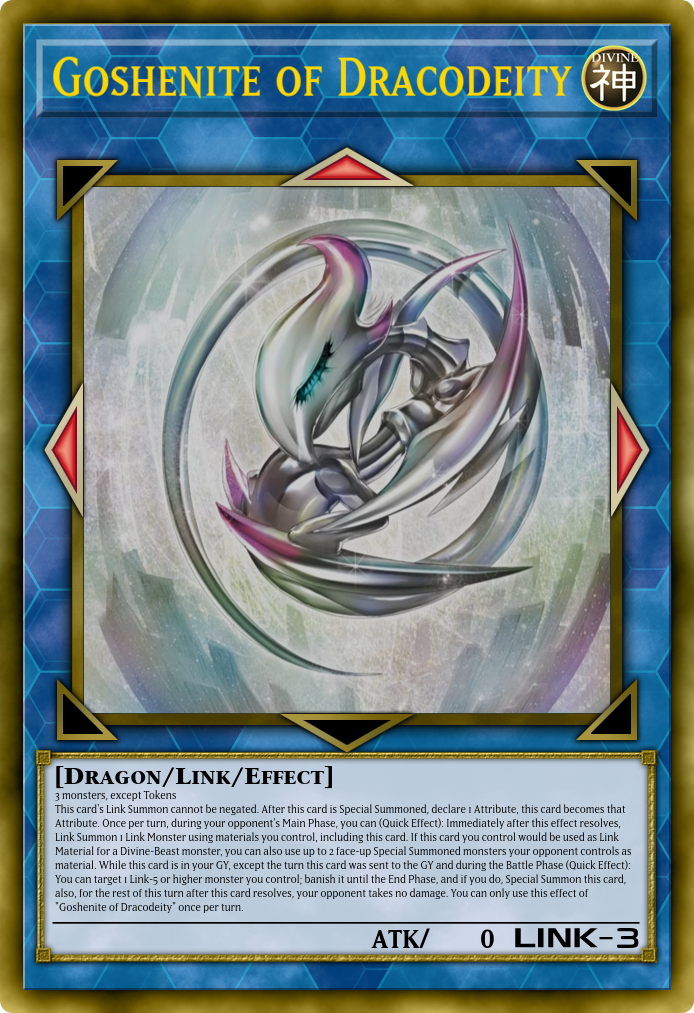 Goshenite of Dracodeity
DIVINE
神
[Dragon/Link/Effect]
3 monsters, except Tokens
This card's Link Summon cannot be negated. After this card is Special Summoned, declare 1 Attribute, this card becomes that
Attribute. Once per turn, during your opponent's Main Phase, you can (Quick Effect): Immediately after this effect resolves,
Link Summon 1 Link Monster using materials you control, including this card. If this card you control would be used as Link
Material for a Divine-Beast monster, you can also use up to 2 face-up Special Summoned monsters your opponent controls as
material. While this card is in your GY, except the turn this card was sent to the GY and during the Battle Phase (Quick Effect):
You can target 1 Link-5 or higher monster you control; banish it until the End Phase, and if you do, Special Summon this card,
also, for the rest of this turn after this card resolves, your opponent takes no damage. You can only use this effect of
"Goshenite of Dracodeity" once per turn.
ATK/ 0 LINK-3